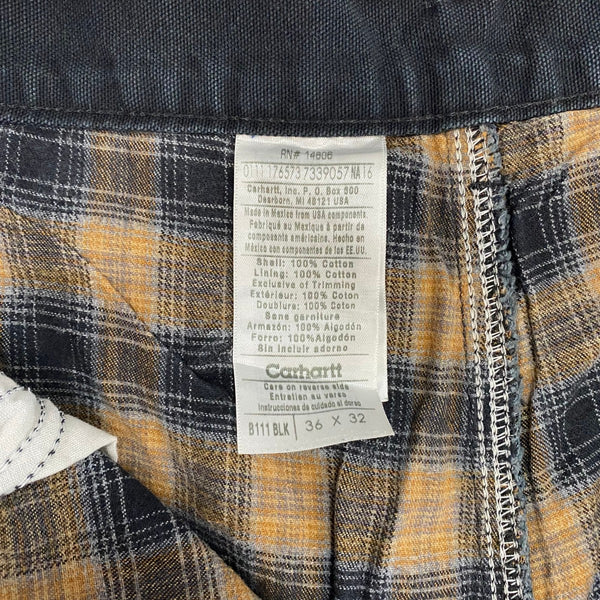 RN# 14806
0111 176573 7339057 NA 16
Carhartt, Inc. P. O. Box 600
Dearborn, MI 48121 USA
Made in Mexico from USA components.
Fabriqué au Mexique à partir de
composants américains. Hecho en
México con componentes de los EE.UU.
Shell: 100% Cotton
Lining: 100% Cotton
Exclusive of Trimming
Extérieur: 100% Coton
Doublure: 100% Coton
Sans garniture
Armazón: 100% Algodón
Forro: 100%Algodón
Sin incluir adorno
Carhartt
Care on reverse side
Entretien au verso
Instrucciones de cuidado al dorso
B111 BLK
36 X 32